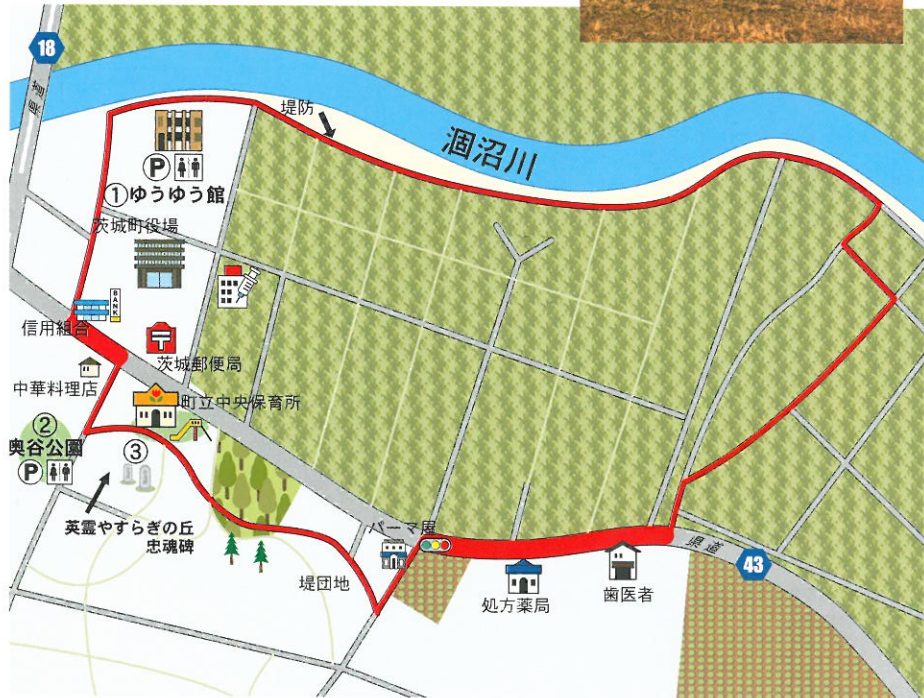 18
県道
堤防
涸沼川
P
①ゆうゆう館
茨城町役場
BANK
信用組合
茨城郵便局
中華料理店
町立中央保育所
②
奥谷公園
P
③
英霊やすらぎの丘
忠魂碑
パーマ屋
堤団地
処方薬局
歯医者
県道
43